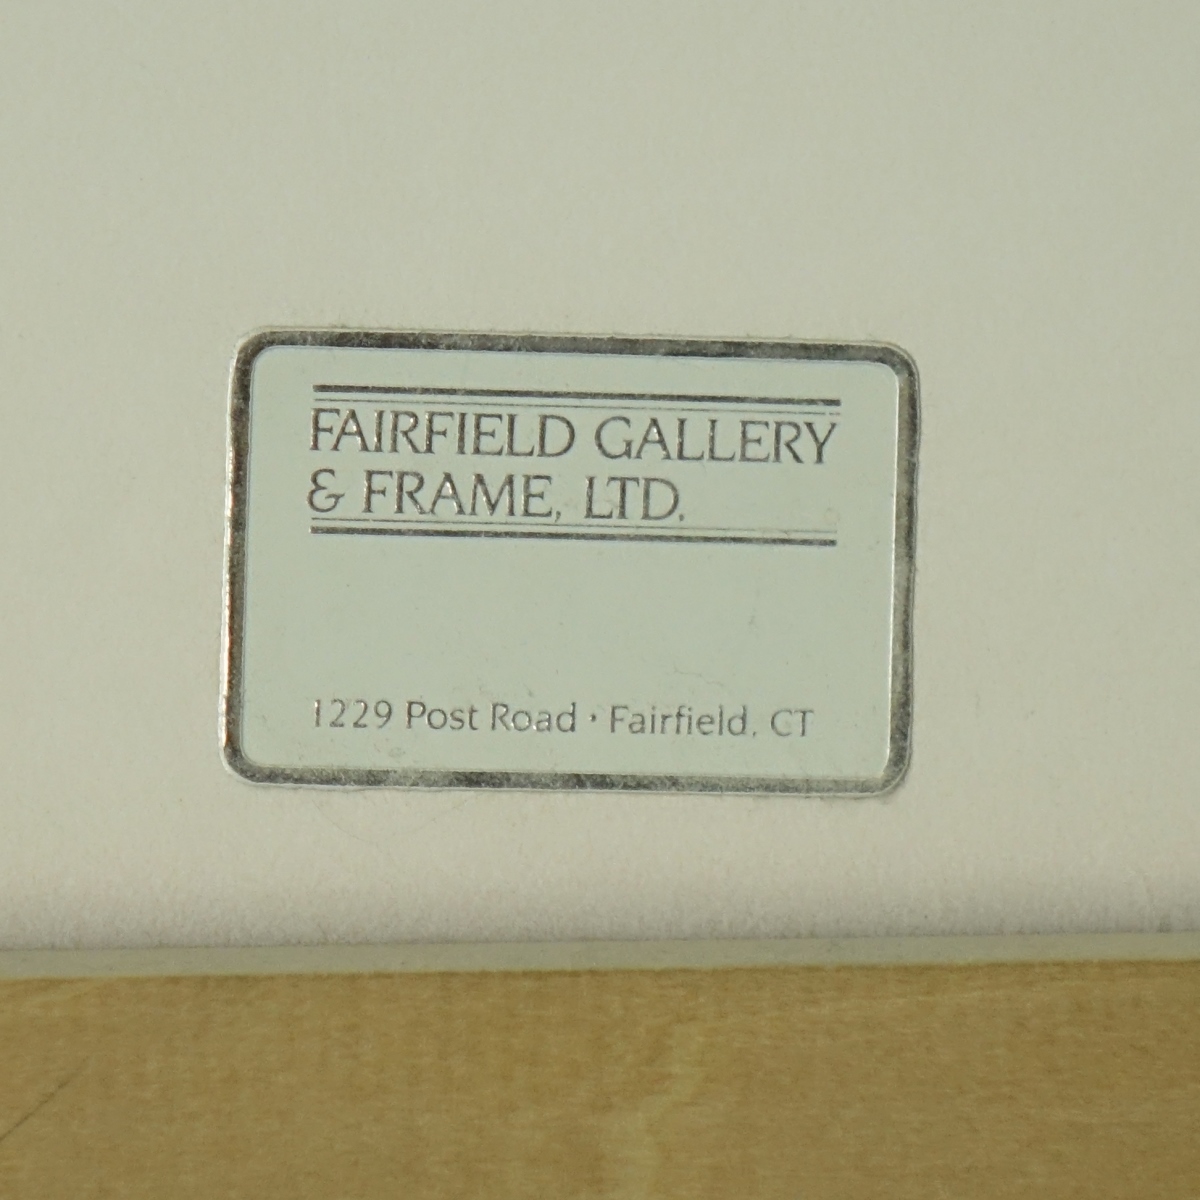 FAIRFIELD GALLERY
& FRAME, LTD.
1229 Post Road · Fairfield, CT